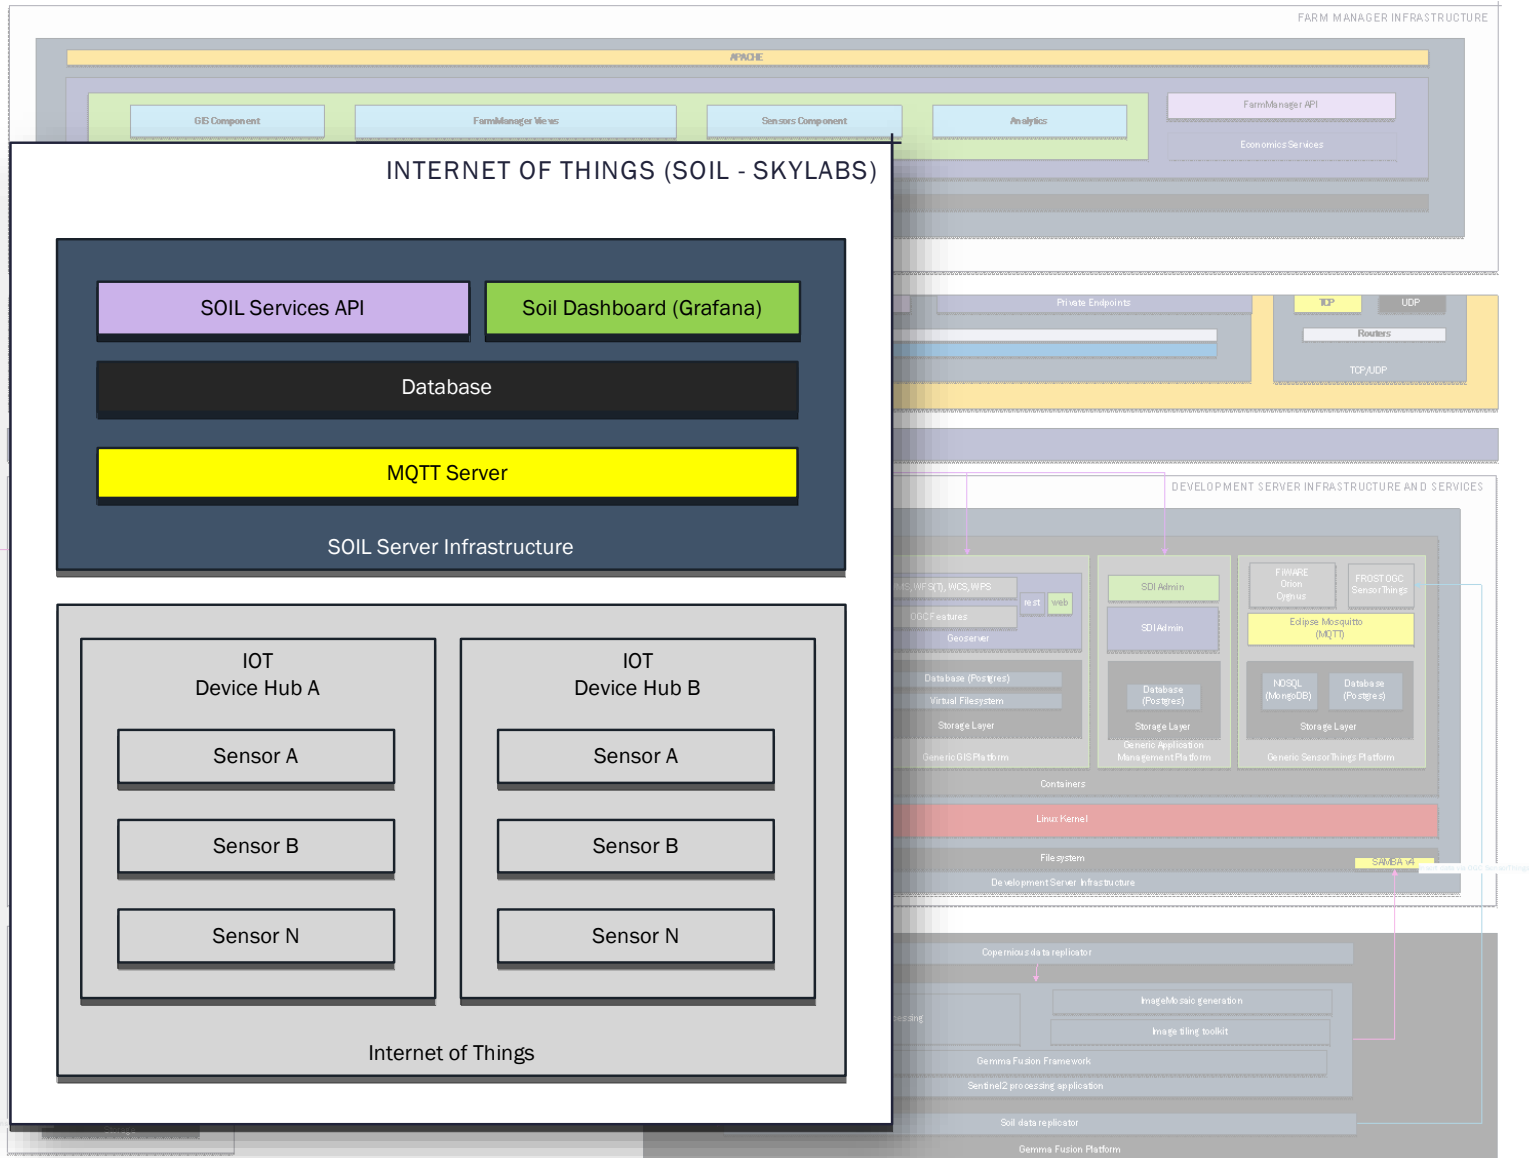 FARM MANAGER INFRASTRUCTURE
APACHE
GIS Component
FarmManager Views
Sensors Component
Analytics
FarmManager API
Economics Services
INTERNET OF THINGS (SOIL - SKYLABS)
SOIL Services API
Soil Dashboard (Grafana)
Database
MQTT Server
SOIL Server Infrastructure
IOT
Device Hub A
Sensor A
Sensor B
Sensor N
IOT
Device Hub B
Sensor A
Sensor B
Sensor N
Internet of Things
Private Endpoints
TCP
UDP
Routers
TCP/UDP
DEVELOPMENT SERVER INFRASTRUCTURE AND SERVICES
WFS(T), WCS, WPS
OGC Features
rest
web
Geoserver
Database (Postgres)
Virtual Filesystem
Storage Layer
Generic GIS Platform
SDI Admin
SDI Admin
Database
(Postgres)
Storage Layer
Generic Application
Management Platform
FIWARE
Orion
Cygnus
FROST OGC
SensorThings
Eclipse Mosquitto
(MQTT)
NOSQL
(MongoDB)
Database
(Postgres)
Storage Layer
Generic SensorThings Platform
Containers
Linux Kernel
Filesystem
SAMBA v4
Development Server Infrastructure
Copernicus data replicator
ImageMosaic generation
Image tiling toolkit
Gemma Fusion Framework
Sentinel2 processing application
Soil data replicator
Gemma Fusion Platform